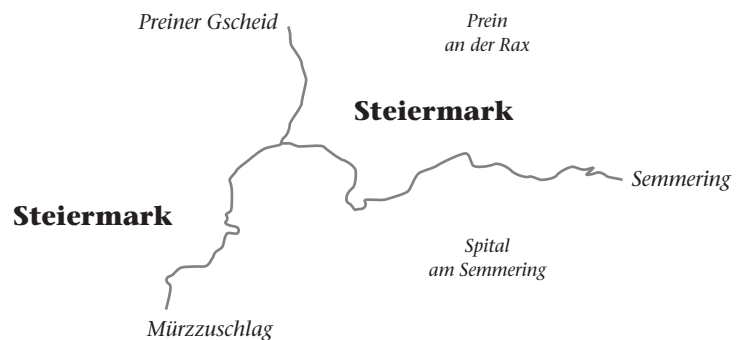 Preiner Gscheid
Prein
an der Rax
Steiermark
Semmering
Steiermark
Spital
am Semmering
Mürzzuschlag